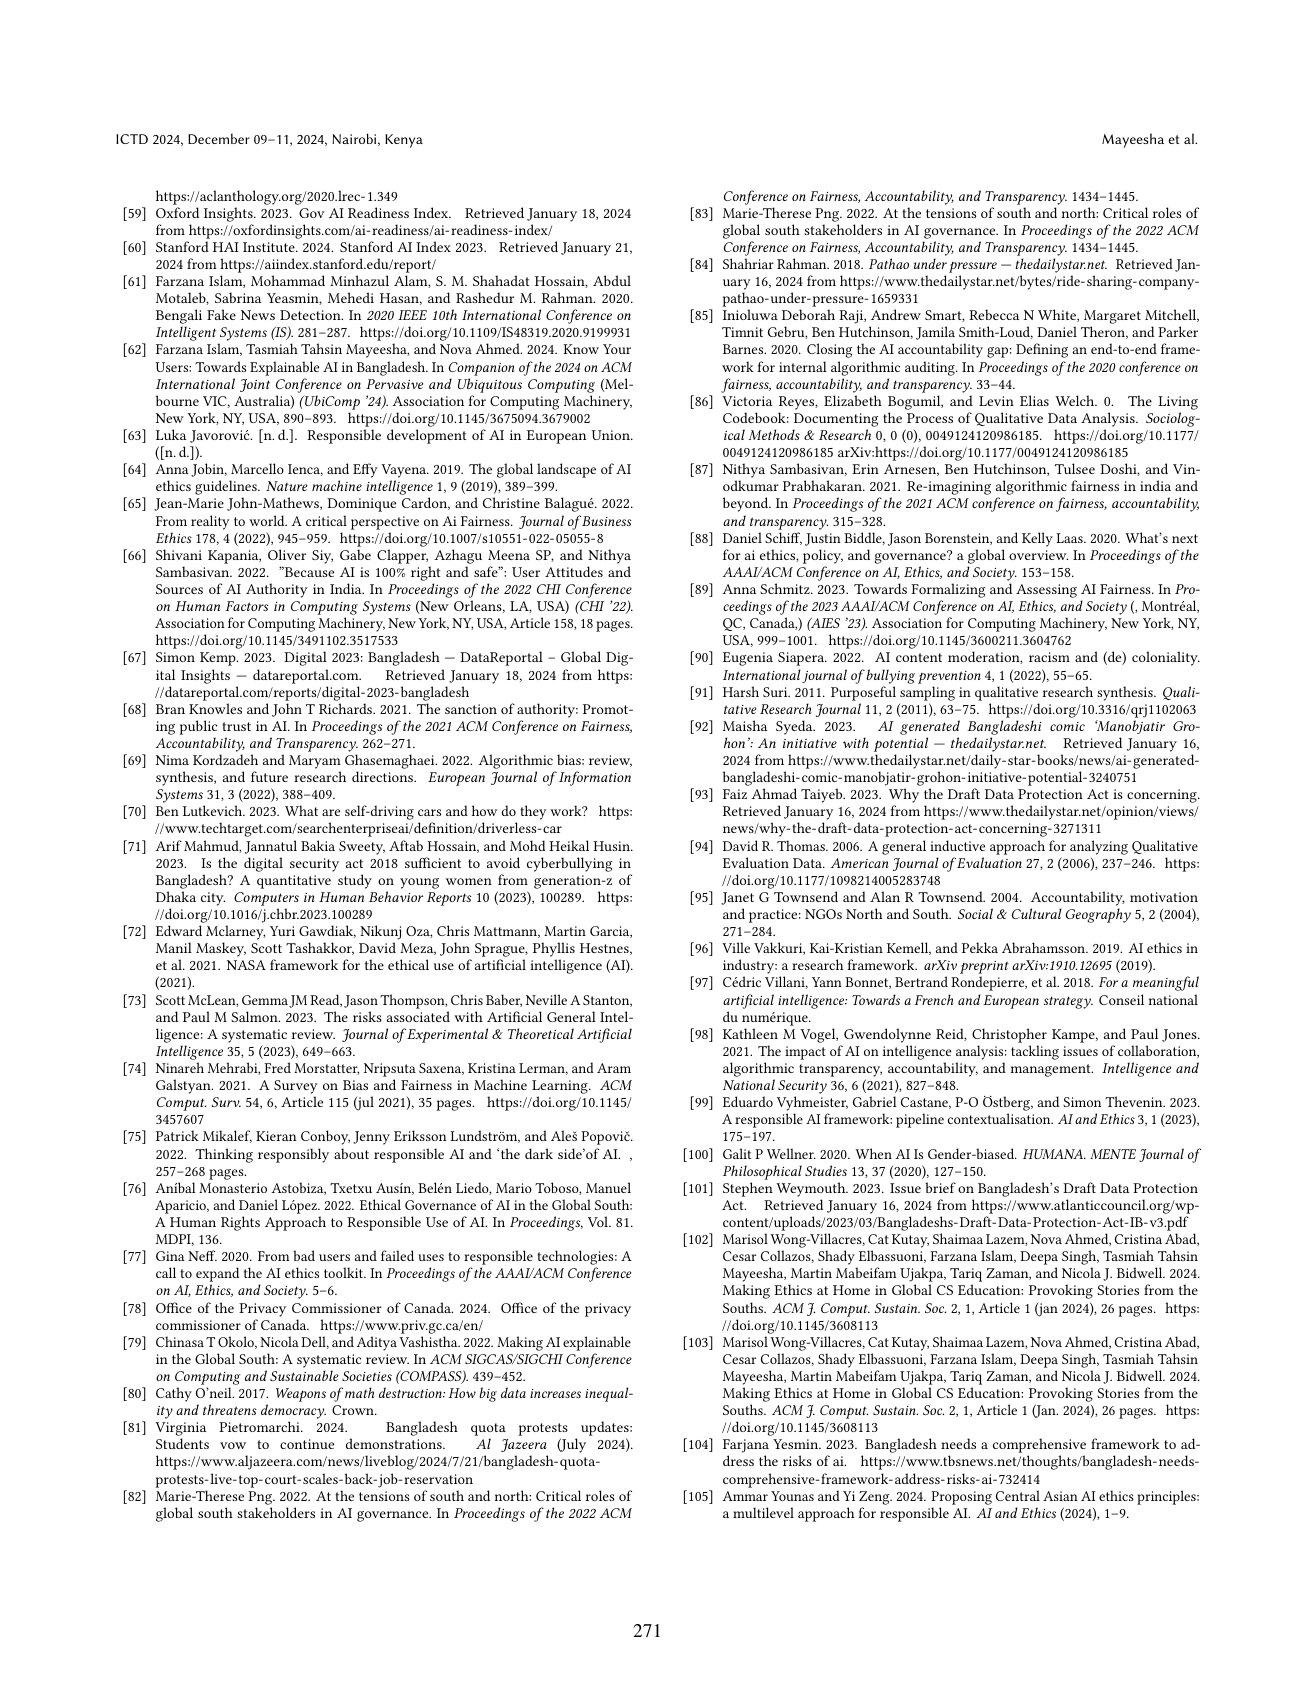 ICTD 2024, December 09–11, 2024, Nairobi, Kenya
Mayeesha et al.
https://aclanthology.org/2020.lrec-1.349
[59] Oxford Insights. 2023. Gov AI Readiness Index. Retrieved January 18, 2024
from https://oxfordinsights.com/ai-readiness/ai-readiness-index/
[60] Stanford HAI Institute. 2024. Stanford AI Index 2023. Retrieved January 21,
2024 from https://aiindex.stanford.edu/report/
[61] Farzana Islam, Mohammad Minhazul Alam, S. M. Shahadat Hossain, Abdul
Motaleb, Sabrina Yeasmin, Mehedi Hasan, and Rashedur M. Rahman. 2020.
Bengali Fake News Detection. In 2020 IEEE 10th International Conference on
Intelligent Systems (IS). 281–287. https://doi.org/10.1109/IS48319.2020.9199931
[62] Farzana Islam, Tasmiah Tahsin Mayeesha, and Nova Ahmed. 2024. Know Your
Users: Towards Explainable AI in Bangladesh. In Companion of the 2024 on ACM
International Joint Conference on Pervasive and Ubiquitous Computing (Mel-
bourne VIC, Australia) (UbiComp '24). Association for Computing Machinery,
New York, NY, USA, 890–893. https://doi.org/10.1145/3675094.3679002
[63] Luka Javorović. [n. d.]. Responsible development of AI in European Union.
([n. d.]).
[64] Anna Jobin, Marcello Ienca, and Effy Vayena. 2019. The global landscape of AI
ethics guidelines. Nature machine intelligence 1, 9 (2019), 389–399.
[65] Jean-Marie John-Mathews, Dominique Cardon, and Christine Balagué. 2022.
From reality to world. A critical perspective on Ai Fairness. Journal of Business
Ethics 178, 4 (2022), 945–959. https://doi.org/10.1007/s10551-022-05055-8
[66] Shivani Kapania, Oliver Siy, Gabe Clapper, Azhagu Meena SP, and Nithya
Sambasivan. 2022. ”Because AI is 100% right and safe”: User Attitudes and
Sources of AI Authority in India. In Proceedings of the 2022 CHI Conference
on Human Factors in Computing Systems (New Orleans, LA, USA) (CHI '22).
Association for Computing Machinery, New York, NY, USA, Article 158, 18 pages.
https://doi.org/10.1145/3491102.3517533
[67] Simon Kemp. 2023. Digital 2023: Bangladesh — DataReportal – Global Dig-
ital Insights — datareportal.com. Retrieved January 18, 2024 from https:
//datareportal.com/reports/digital-2023-bangladesh
[68] Bran Knowles and John T Richards. 2021. The sanction of authority: Promot-
ing public trust in AI. In Proceedings of the 2021 ACM Conference on Fairness,
Accountability, and Transparency. 262–271.
[69] Nima Kordzadeh and Maryam Ghasemaghaei. 2022. Algorithmic bias: review,
synthesis, and future research directions. European Journal of Information
Systems 31, 3 (2022), 388–409.
[70] Ben Lutkevich. 2023. What are self-driving cars and how do they work? https:
//www.techtarget.com/searchenterpriseai/definition/driverless-car
[71] Arif Mahmud, Jannatul Bakia Sweety, Aftab Hossain, and Mohd Heikal Husin.
2023. Is the digital security act 2018 sufficient to avoid cyberbullying in
Bangladesh? A quantitative study on young women from generation-z of
Dhaka city. Computers in Human Behavior Reports 10 (2023), 100289. https:
//doi.org/10.1016/j.chbr.2023.100289
[72] Edward Mclarney, Yuri Gawdiak, Nikunj Oza, Chris Mattmann, Martin Garcia,
Manil Maskey, Scott Tashakkor, David Meza, John Sprague, Phyllis Hestnes,
et al. 2021. NASA framework for the ethical use of artificial intelligence (AI).
(2021).
[73] Scott McLean, Gemma JM Read, Jason Thompson, Chris Baber, Neville A Stanton,
and Paul M Salmon. 2023. The risks associated with Artificial General Intel-
ligence: A systematic review. Journal of Experimental & Theoretical Artificial
Intelligence 35, 5 (2023), 649–663.
[74] Ninareh Mehrabi, Fred Morstatter, Nripsuta Saxena, Kristina Lerman, and Aram
Galstyan. 2021. A Survey on Bias and Fairness in Machine Learning. ACM
Comput. Surv. 54, 6, Article 115 (jul 2021), 35 pages. https://doi.org/10.1145/
3457607
[75] Patrick Mikalef, Kieran Conboy, Jenny Eriksson Lundström, and Aleš Popovič.
2022. Thinking responsibly about responsible AI and ‘the dark side’of AI. ,
257–268 pages.
[76] Aníbal Monasterio Astobiza, Txetxu Ausín, Belén Liedo, Mario Toboso, Manuel
Aparicio, and Daniel López. 2022. Ethical Governance of AI in the Global South:
A Human Rights Approach to Responsible Use of AI. In Proceedings, Vol. 81.
MDPI, 136.
[77] Gina Neff. 2020. From bad users and failed uses to responsible technologies: A
call to expand the AI ethics toolkit. In Proceedings of the AAAI/ACM Conference
on AI, Ethics, and Society. 5–6.
[78] Office of the Privacy Commissioner of Canada. 2024. Office of the privacy
commissioner of Canada. https://www.priv.gc.ca/en/
[79] Chinasa T Okolo, Nicola Dell, and Aditya Vashistha. 2022. Making AI explainable
in the Global South: A systematic review. In ACM SIGCAS/SIGCHI Conference
on Computing and Sustainable Societies (COMPASS). 439–452.
[80] Cathy O'neil. 2017. Weapons of math destruction: How big data increases inequal-
ity and threatens democracy. Crown.
[81] Virginia Pietromarchi. 2024. Bangladesh quota protests updates:
Students vow to continue demonstrations. Al Jazeera (July 2024).
https://www.aljazeera.com/news/liveblog/2024/7/21/bangladesh-quota-
protests-live-top-court-scales-back-job-reservation
[82] Marie-Therese Png. 2022. At the tensions of south and north: Critical roles of
global south stakeholders in AI governance. In Proceedings of the 2022 ACM
Conference on Fairness, Accountability, and Transparency. 1434–1445.
[83] Marie-Therese Png. 2022. At the tensions of south and north: Critical roles of
global south stakeholders in AI governance. In Proceedings of the 2022 ACM
Conference on Fairness, Accountability, and Transparency. 1434–1445.
[84] Shahriar Rahman. 2018. Pathao under pressure — thedailystar.net. Retrieved Jan-
uary 16, 2024 from https://www.thedailystar.net/bytes/ride-sharing-company-
pathao-under-pressure-1659331
[85] Inioluwa Deborah Raji, Andrew Smart, Rebecca N White, Margaret Mitchell,
Timnit Gebru, Ben Hutchinson, Jamila Smith-Loud, Daniel Theron, and Parker
Barnes. 2020. Closing the AI accountability gap: Defining an end-to-end frame-
work for internal algorithmic auditing. In Proceedings of the 2020 conference on
fairness, accountability, and transparency. 33–44.
[86] Victoria Reyes, Elizabeth Bogumil, and Levin Elias Welch. 0. The Living
Codebook: Documenting the Process of Qualitative Data Analysis. Sociolog-
ical Methods & Research 0, 0 (0), 0049124120986185. https://doi.org/10.1177/
0049124120986185 arXiv:https://doi.org/10.1177/0049124120986185
[87] Nithya Sambasivan, Erin Arnesen, Ben Hutchinson, Tulsee Doshi, and Vin-
odkumar Prabhakaran. 2021. Re-imagining algorithmic fairness in india and
beyond. In Proceedings of the 2021 ACM conference on fairness, accountability,
and transparency. 315–328.
[88] Daniel Schiff, Justin Biddle, Jason Borenstein, and Kelly Laas. 2020. What's next
for ai ethics, policy, and governance? a global overview. In Proceedings of the
AAAI/ACM Conference on AI, Ethics, and Society. 153–158.
[89] Anna Schmitz. 2023. Towards Formalizing and Assessing AI Fairness. In Pro-
ceedings of the 2023 AAAI/ACM Conference on AI, Ethics, and Society (, Montréal,
QC, Canada,) (AIES '23). Association for Computing Machinery, New York, NY,
USA, 999–1001. https://doi.org/10.1145/3600211.3604762
[90] Eugenia Siapera. 2022. AI content moderation, racism and (de) coloniality.
International journal of bullying prevention 4, 1 (2022), 55–65.
[91] Harsh Suri. 2011. Purposeful sampling in qualitative research synthesis. Quali-
tative Research Journal 11, 2 (2011), 63–75. https://doi.org/10.3316/qrj1102063
[92] Maisha Syeda. 2023. AI generated Bangladeshi comic ‘Manobjatir Gro-
hon’: An initiative with potential — thedailystar.net. Retrieved January 16,
2024 from https://www.thedailystar.net/daily-star-books/news/ai-generated-
bangladeshi-comic-manobjatir-grohon-initiative-potential-3240751
[93] Faiz Ahmad Taiyeb. 2023. Why the Draft Data Protection Act is concerning.
Retrieved January 16, 2024 from https://www.thedailystar.net/opinion/views/
news/why-the-draft-data-protection-act-concerning-3271311
[94] David R. Thomas. 2006. A general inductive approach for analyzing Qualitative
Evaluation Data. American Journal of Evaluation 27, 2 (2006), 237–246. https:
//doi.org/10.1177/1098214005283748
[95] Janet G Townsend and Alan R Townsend. 2004. Accountability, motivation
and practice: NGOs North and South. Social & Cultural Geography 5, 2 (2004),
271–284.
[96] Ville Vakkuri, Kai-Kristian Kemell, and Pekka Abrahamsson. 2019. AI ethics in
industry: a research framework. arXiv preprint arXiv:1910.12695 (2019).
[97] Cédric Villani, Yann Bonnet, Bertrand Rondepierre, et al. 2018. For a meaningful
artificial intelligence: Towards a French and European strategy. Conseil national
du numérique.
[98] Kathleen M Vogel, Gwendolynne Reid, Christopher Kampe, and Paul Jones.
2021. The impact of AI on intelligence analysis: tackling issues of collaboration,
algorithmic transparency, accountability, and management. Intelligence and
National Security 36, 6 (2021), 827–848.
[99] Eduardo Vyhmeister, Gabriel Castane, P-O Östberg, and Simon Thevenin. 2023.
A responsible AI framework: pipeline contextualisation. AI and Ethics 3, 1 (2023),
175–197.
[100] Galit P Wellner. 2020. When AI Is Gender-biased. HUMANA. MENTE Journal of
Philosophical Studies 13, 37 (2020), 127–150.
[101] Stephen Weymouth. 2023. Issue brief on Bangladesh's Draft Data Protection
Act. Retrieved January 16, 2024 from https://www.atlanticcouncil.org/wp-
content/uploads/2023/03/Bangladeshs-Draft-Data-Protection-Act-IB-v3.pdf
[102] Marisol Wong-Villacres, Cat Kutay, Shaimaa Lazem, Nova Ahmed, Cristina Abad,
Cesar Collazos, Shady Elbassuoni, Farzana Islam, Deepa Singh, Tasmiah Tahsin
Mayeesha, Martin Mabeifam Ujakpa, Tariq Zaman, and Nicola J. Bidwell. 2024.
Making Ethics at Home in Global CS Education: Provoking Stories from the
Souths. ACM J. Comput. Sustain. Soc. 2, 1, Article 1 (jan 2024), 26 pages. https:
//doi.org/10.1145/3608113
[103] Marisol Wong-Villacres, Cat Kutay, Shaimaa Lazem, Nova Ahmed, Cristina Abad,
Cesar Collazos, Shady Elbassuoni, Farzana Islam, Deepa Singh, Tasmiah Tahsin
Mayeesha, Martin Mabeifam Ujakpa, Tariq Zaman, and Nicola J. Bidwell. 2024.
Making Ethics at Home in Global CS Education: Provoking Stories from the
Souths. ACM J. Comput. Sustain. Soc. 2, 1, Article 1 (Jan. 2024), 26 pages. https:
//doi.org/10.1145/3608113
[104] Farjana Yesmin. 2023. Bangladesh needs a comprehensive framework to ad-
dress the risks of ai. https://www.tbsnews.net/thoughts/bangladesh-needs-
comprehensive-framework-address-risks-ai-732414
[105] Ammar Younas and Yi Zeng. 2024. Proposing Central Asian AI ethics principles:
a multilevel approach for responsible AI. AI and Ethics (2024), 1–9.
271